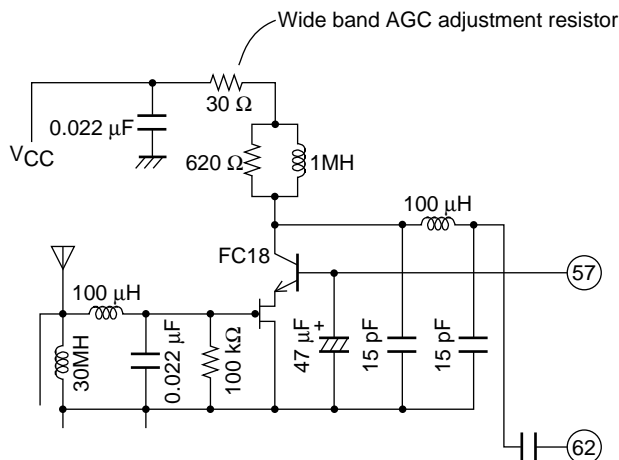 Wide band AGC adjustment resistor
30 Ω
0.022 μF
VCC
620 Ω
1MH
100 μH
FC18
57
100 μH
30MH
0.022 μF
100 kΩ
47 μF
+
15 pF
15 pF
62